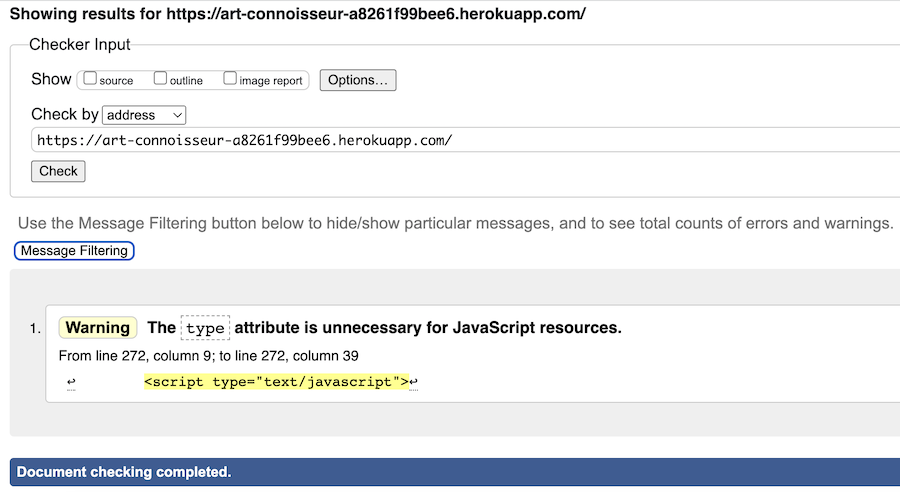 Showing results for https://art-connoisseur-a8261f99bee6.herokuapp.com/
Checker Input
Show source outline image report Options...
Check by address
https://art-connoisseur-a8261f99bee6.herokuapp.com/
Check
Use the Message Filtering button below to hide/show particular messages, and to see total counts of errors and warnings.
Message Filtering
1. Warning The type attribute is unnecessary for JavaScript resources.
From line 272, column 9; to line 272, column 39
↩ <script type="text/javascript">↩
Document checking completed.